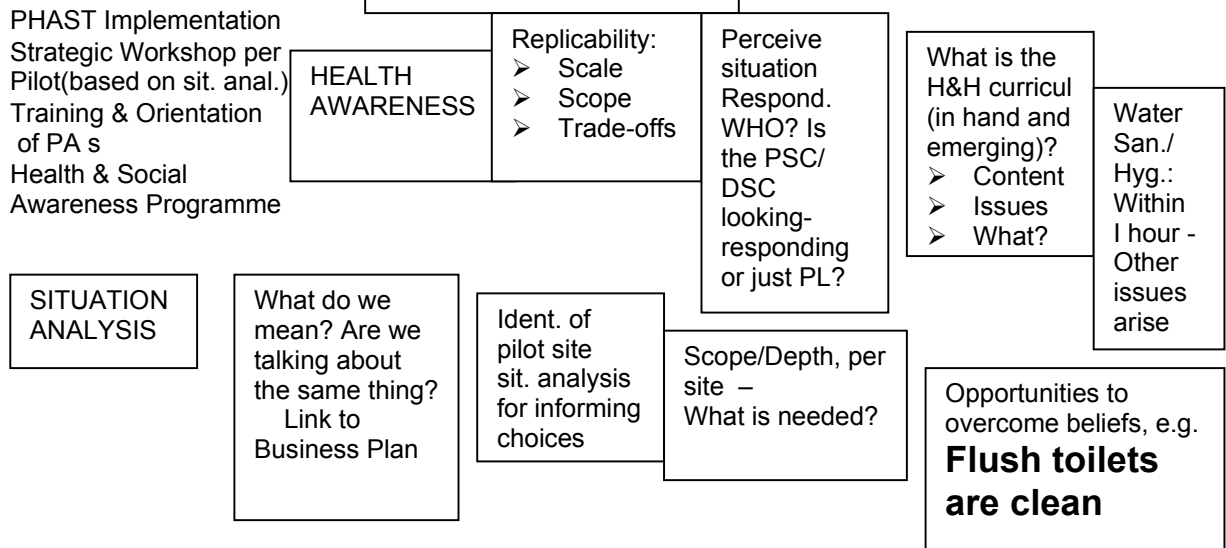 PHAST Implementation
Strategic Workshop per
Pilot(based on sit. anal.)
Training & Orientation
of PA s
Health & Social
Awareness Programme
HEALTH
AWARENESS
Replicability:
➢ Scale
➢ Scope
➢ Trade-offs
Perceive
situation
Respond.
WHO? Is
the PSC/
DSC
looking-
responding
or just PL?
What is the
H&H curricul
(in hand and
emerging)?
➢ Content
➢ Issues
➢ What?
Water
San./
Hyg.:
Within
I hour -
Other
issues
arise
SITUATION
ANALYSIS
What do we
mean? Are we
talking about
the same thing?
Link to
Business Plan
Ident. of
pilot site
sit. analysis
for informing
choices
Scope/Depth, per
site –
What is needed?
Opportunities to
overcome beliefs, e.g.
Flush toilets
are clean